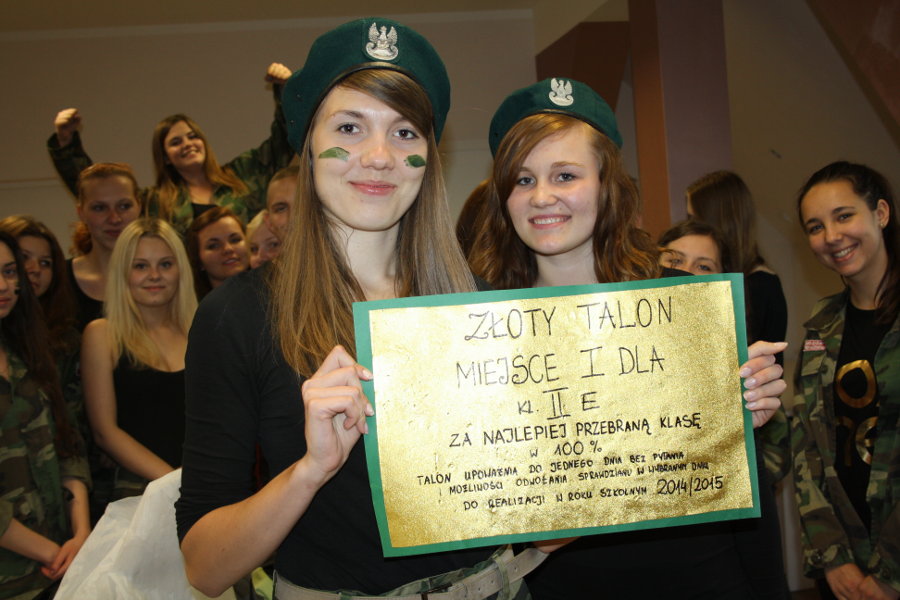 ZŁOTY TALON
MIEJSCE I DLA
KL. II E
ZA NAJLEPIEJ PRZEBRANĄ KLASĘ
W 100 %
TALON UPOWAŻNIA DO JEDNEGO DNIA BEZ PYTANIA
I MOŻLIWOŚCI ODWOŁANIA SPRAWDZIANU W WYBRANYM DNIU
DO REALIZACJI W ROKU SZKOLNYM 2014/2015